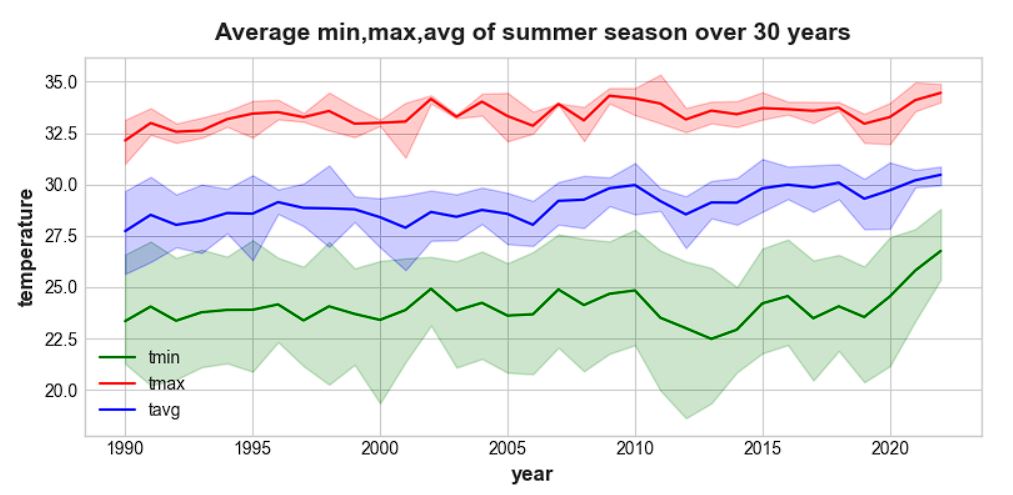 Average min,max,avg of summer season over 30 years
temperature
35.0
32.5
30.0
27.5
25.0
22.5
20.0
tmin
tmax
tavg
1990 1995 2000 2005 2010 2015 2020
year